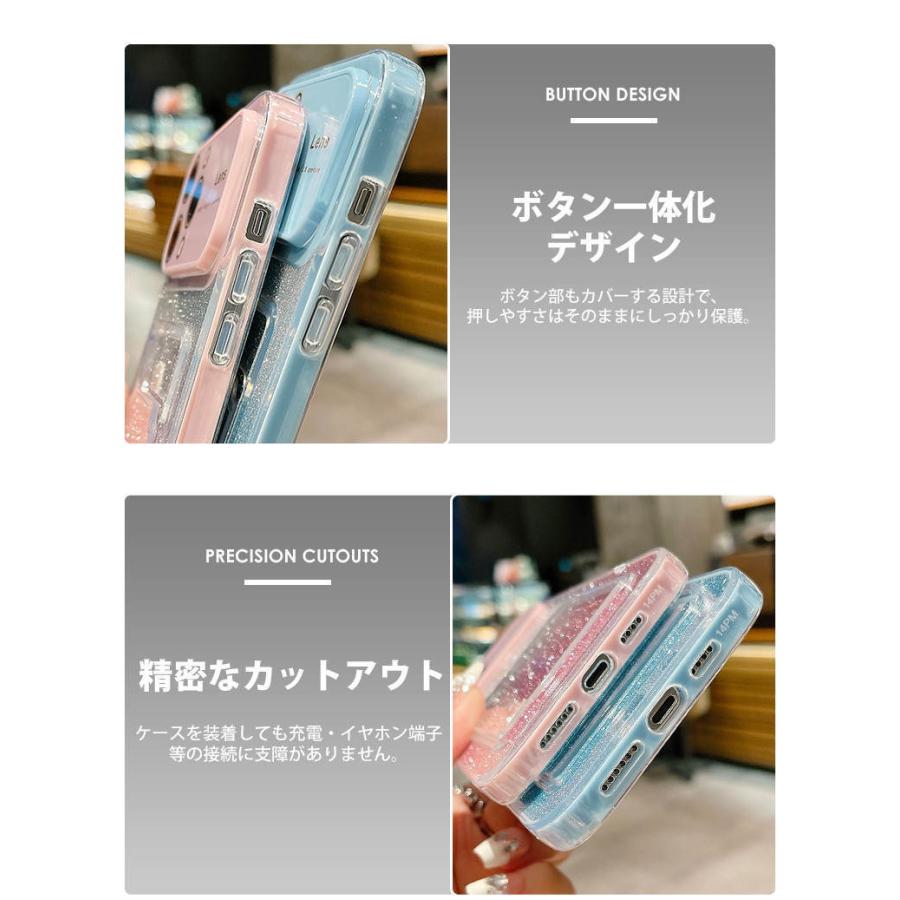 BUTTON DESIGN
ボタン一体化
デザイン
ボタン部もカバーする設計で、
押しやすさはそのままにしっかり保護。
Lens
Lens
PRECISION CUTOUTS
精密なカットアウト
ケースを装着しても充電・イヤホン端子
等の接続に支障がありません。
14PM
14PM